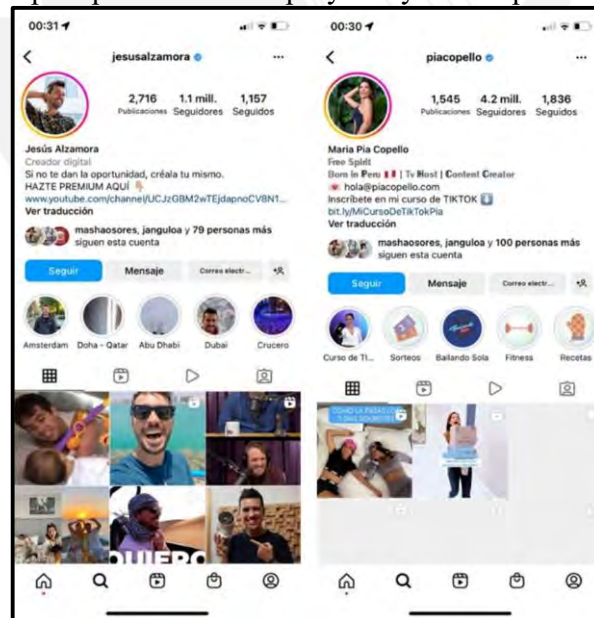 00:31
jesusalzamora
2,716 1.1 mill. 1,157
Publicaciones Seguidores Seguidos
Jesús Alzamora
Creador digital
Si no te dan la oportunidad, créala tu mismo.
HAZTE PREMIUM AQUÍ
www.youtube.com/channel/UCJzGBM2wTEjdapnoCV8N1...
Ver traducción
mashaosores, janguloa y 79 personas más
siguen esta cuenta
Seguir Mensaje Correo electr...
Amsterdam Doha - Qatar Abu Dhabi Dubai Crucero
QUIERO
00:30
piacopello
1,545 4.2 mill. 1,836
Publicaciones Seguidores Seguidos
Maria Pia Copello
Free Spirit
Born in Peru | Tv Host | Content Creator
hola@piacopello.com
Inscríbete en mi curso de TIKTOK
bit.ly/MiCursoDeTikTokPia
Ver traducción
mashaosores, janguloa y 100 personas más
siguen esta cuenta
Seguir Mensaje Correo electr...
Curso de TI... Sorteos Bailando Sola Fitness Recetas